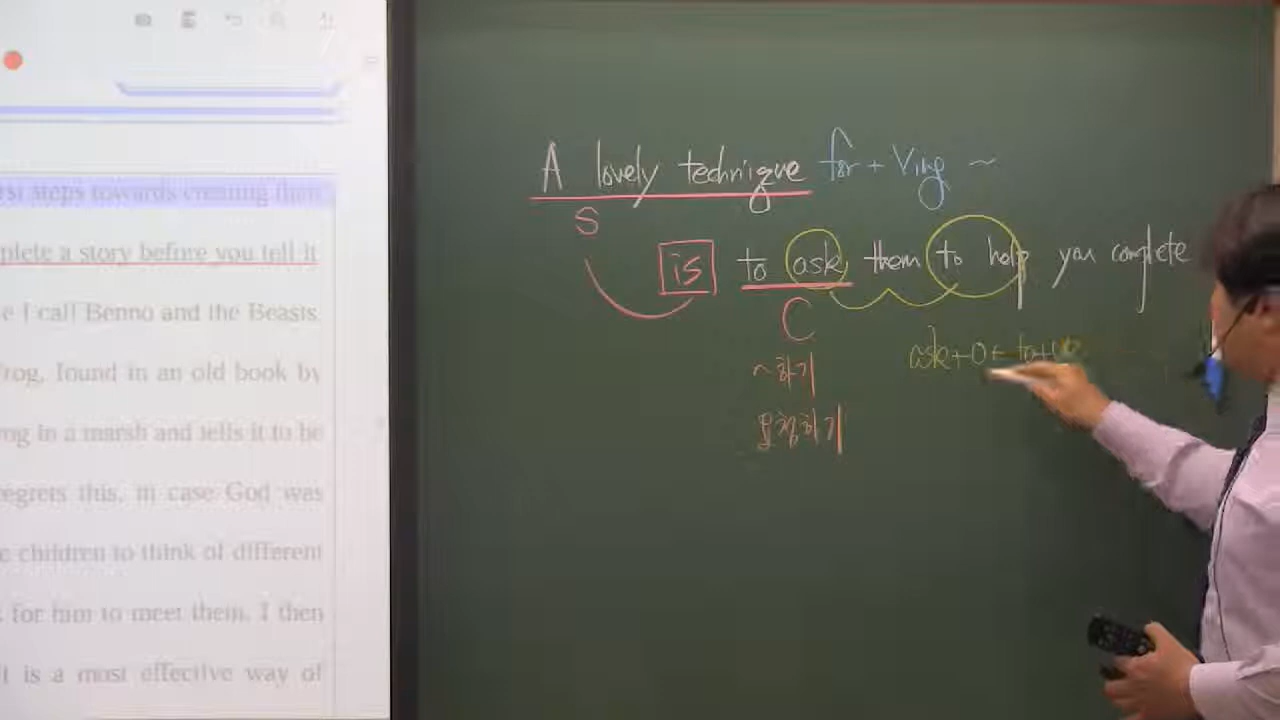 rst steps towards creating their
plete a story before you tell it
e I call Benno and the Beasts.
rog, found in an old book by
og in a marsh and tells it to be
regrets this, in case God was
e children to think of different
for him to meet them. I then
t is a most effective way of
A lovely technique for + Ving ~
S
is to ask them to help you complete
C
~하기
요청하기
ask+O+ to+